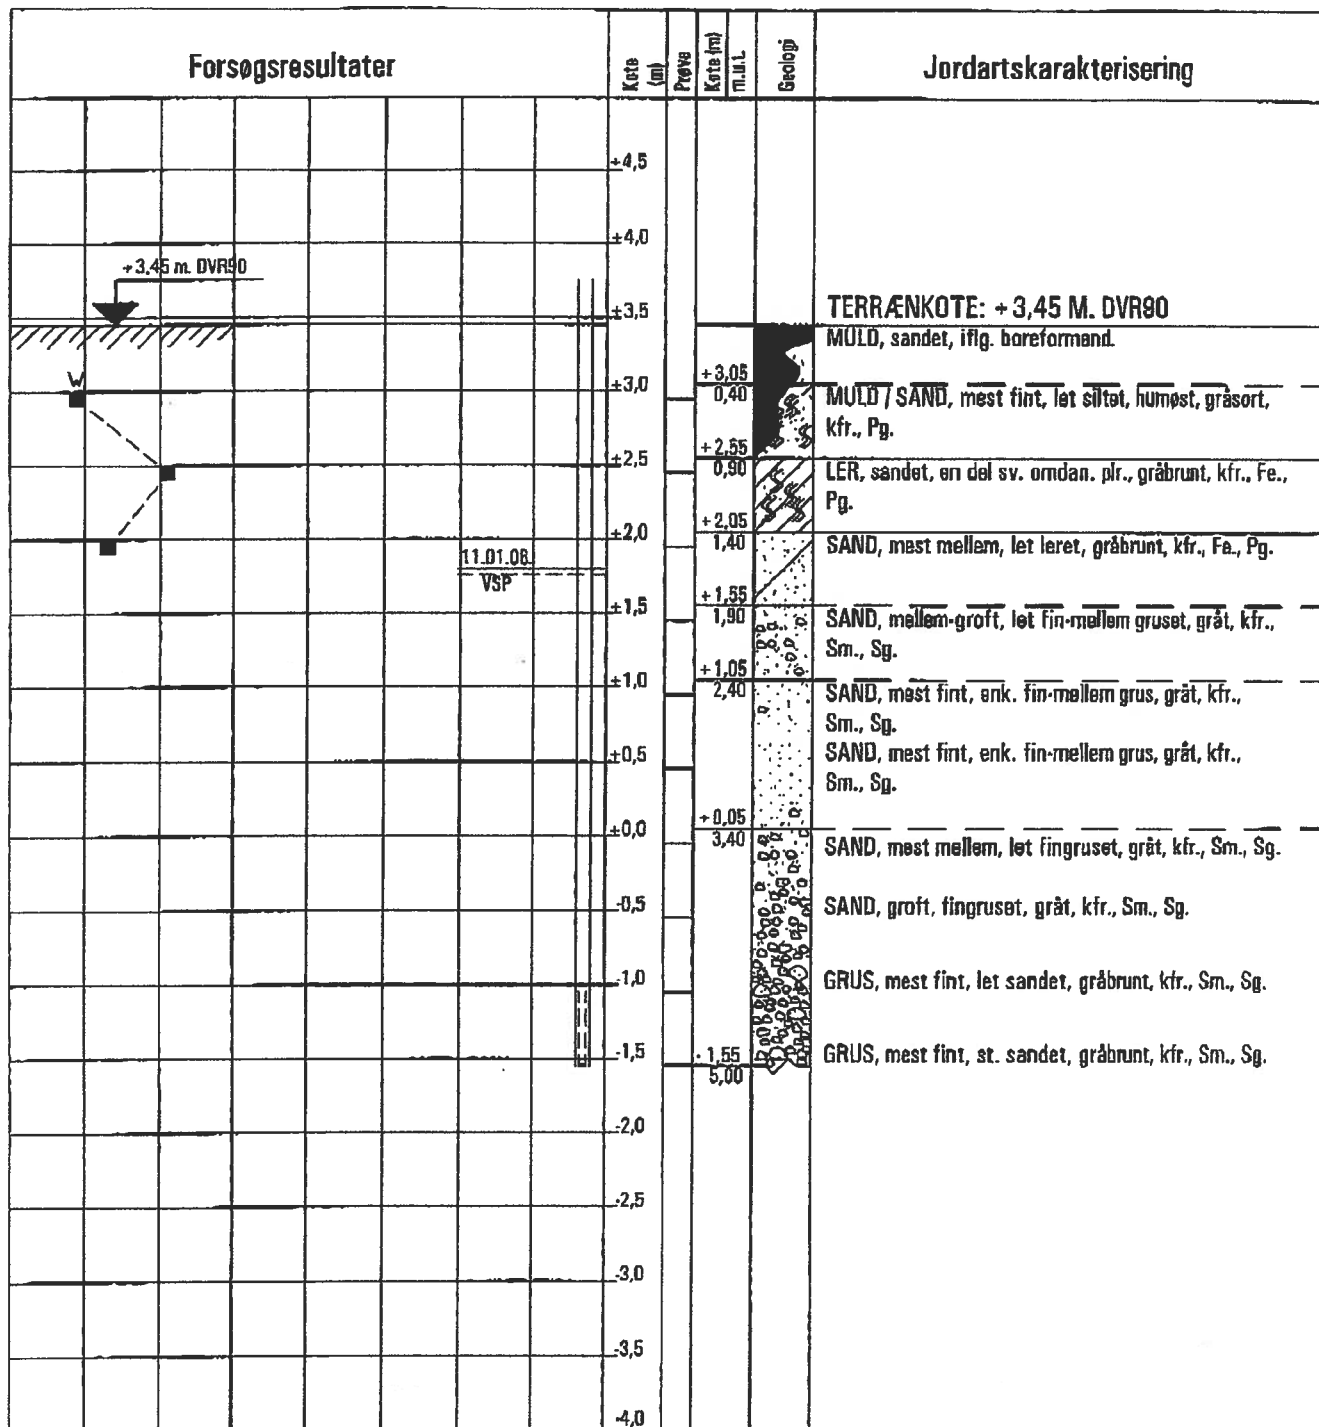 Forsøgsresultater
Kote (m)
Prøve
Kote (m)
m.u.t.
Geologi
Jordartskarakterisering
+4,5
+4,0
+3,45 m. DVR90
+3,5
TERRÆNKOTE: +3,45 M. DVR90
MULD, sandet, iflg. boreformand.
W
+3,0
+3,05
0,40
MULD / SAND, mest fint, let siltet, humøst, gråsort,
kfr., Pg.
+2,5
+2,55
0,90
LER, sandet, en del sv. omdan. plr., gråbrunt, kfr., Fe.,
Pg.
+2,0
+2,05
1,40
SAND, mest mellem, let leret, gråbrunt, kfr., Fe., Pg.
11.01.06
VSP
+1,5
+1,55
1,90
SAND, mellem-groft, let fin-mellem gruset, gråt, kfr.,
Sm., Sg.
+1,0
+1,05
2,40
SAND, mest fint, enk. fin-mellem grus, gråt, kfr.,
Sm., Sg.
+0,5
SAND, mest fint, enk. fin-mellem grus, gråt, kfr.,
Sm., Sg.
+0,0
+0,05
3,40
SAND, mest mellem, let fingruset, gråt, kfr., Sm., Sg.
-0,5
SAND, groft, fingruset, gråt, kfr., Sm., Sg.
-1,0
GRUS, mest fint, let sandet, gråbrunt, kfr., Sm., Sg.
-1,5
-1,55
5,00
GRUS, mest fint, st. sandet, gråbrunt, kfr., Sm., Sg.
-2,0
-2,5
-3,0
-3,5
-4,0